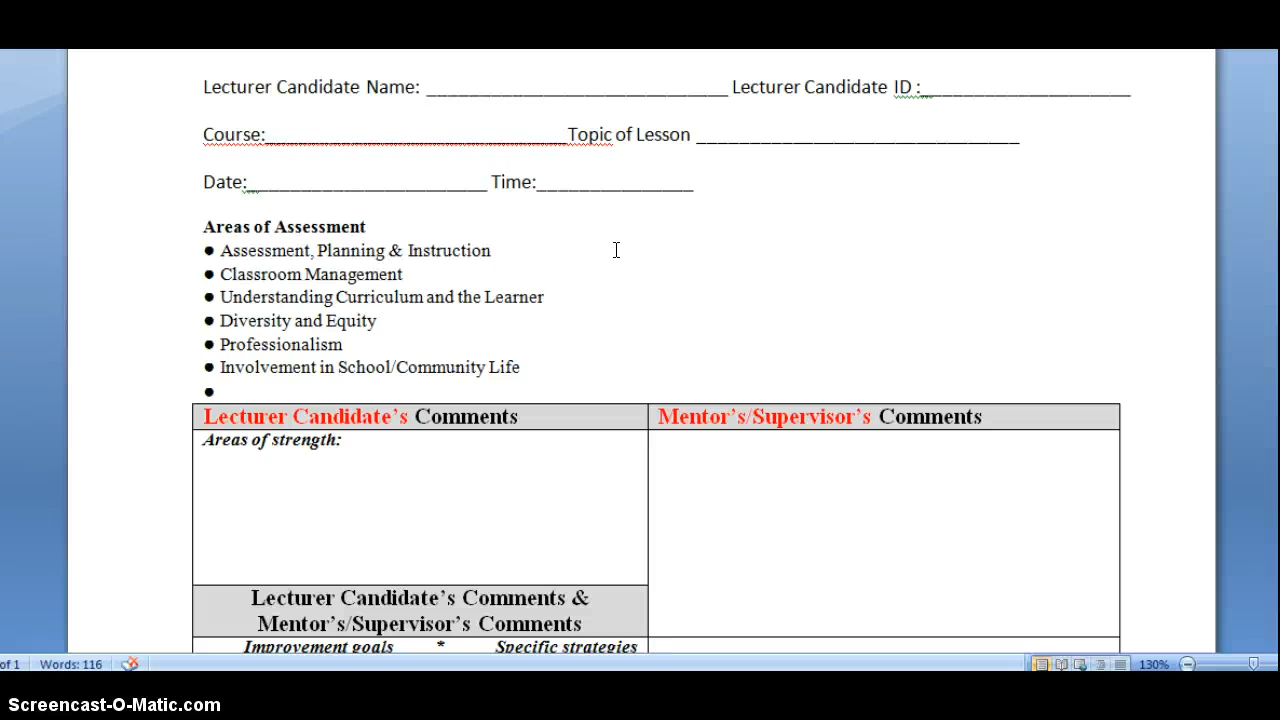 Lecturer Candidate Name: ____________________________ Lecturer Candidate ID :____________________
Course:____________________________Topic of Lesson ______________________________
Date:_______________________ Time:_______________
Areas of Assessment
● Assessment, Planning & Instruction
● Classroom Management
● Understanding Curriculum and the Learner
● Diversity and Equity
● Professionalism
● Involvement in School/Community Life
●
Lecturer Candidate's Comments Mentor's/Supervisor's Comments
Areas of strength:
Lecturer Candidate's Comments &
Mentor's/Supervisor's Comments
Improvement goals * Specific strategies
of 1 Words: 116 130%
Screencast-O-Matic.com